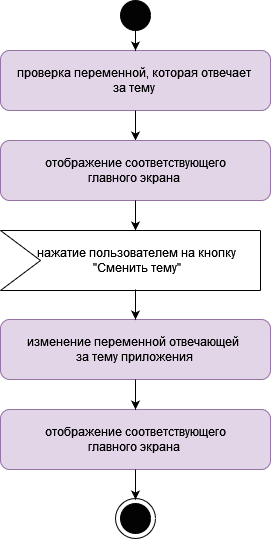 проверка переменной, которая отвечает
за тему
отображение соответствующего
главного экрана
нажатие пользователем на кнопку
"Сменить тему"
изменение переменной отвечающей
за тему приложения
отображение соответствующего
главного экрана